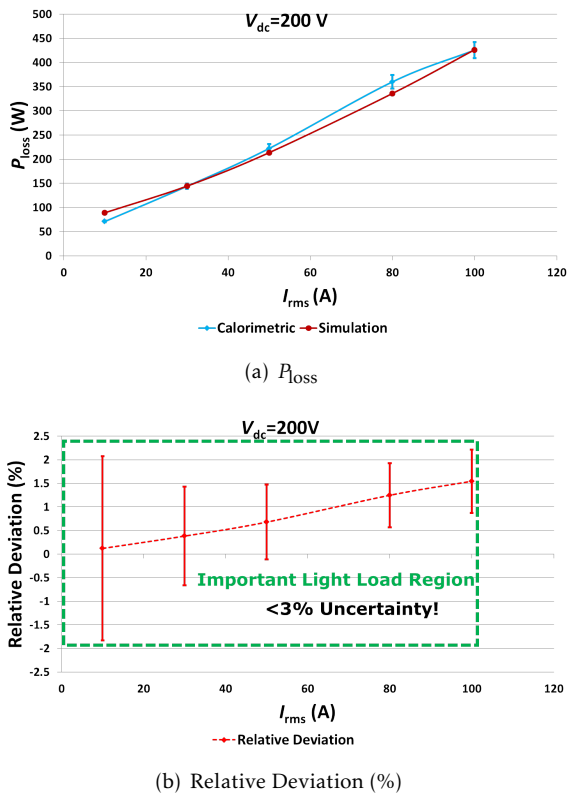 V_dc=200 V
500
450
400
350
300
250
200
150
100
50
0
P_loss (W)
0 20 40 60 80 100 120
I_rms (A)
Calorimetric Simulation
(a) P_loss
V_dc=200V
2.5
2
1.5
1
0.5
0
-0.5
-1
-1.5
-2
-2.5
Relative Deviation (%)
Important Light Load Region
<3% Uncertainty!
0 20 40 60 80 100 120
I_rms (A)
Relative Deviation
(b) Relative Deviation (%)